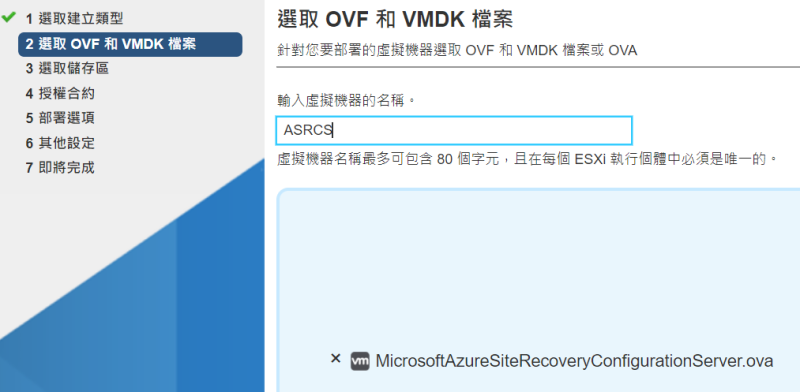 1 選取建立類型
2 選取 OVF 和 VMDK 檔案
3 選取儲存區
4 授權合約
5 部署選項
6 其他設定
7 即將完成
選取 OVF 和 VMDK 檔案
針對您要部署的虛擬機器選取 OVF 和 VMDK 檔案或 OVA
輸入虛擬機器的名稱。
ASRCS
虛擬機器名稱最多可包含 80 個字元，且在每個 ESXi 執行個體中必須是唯一的。
× vm MicrosoftAzureSiteRecoveryConfigurationServer.ova